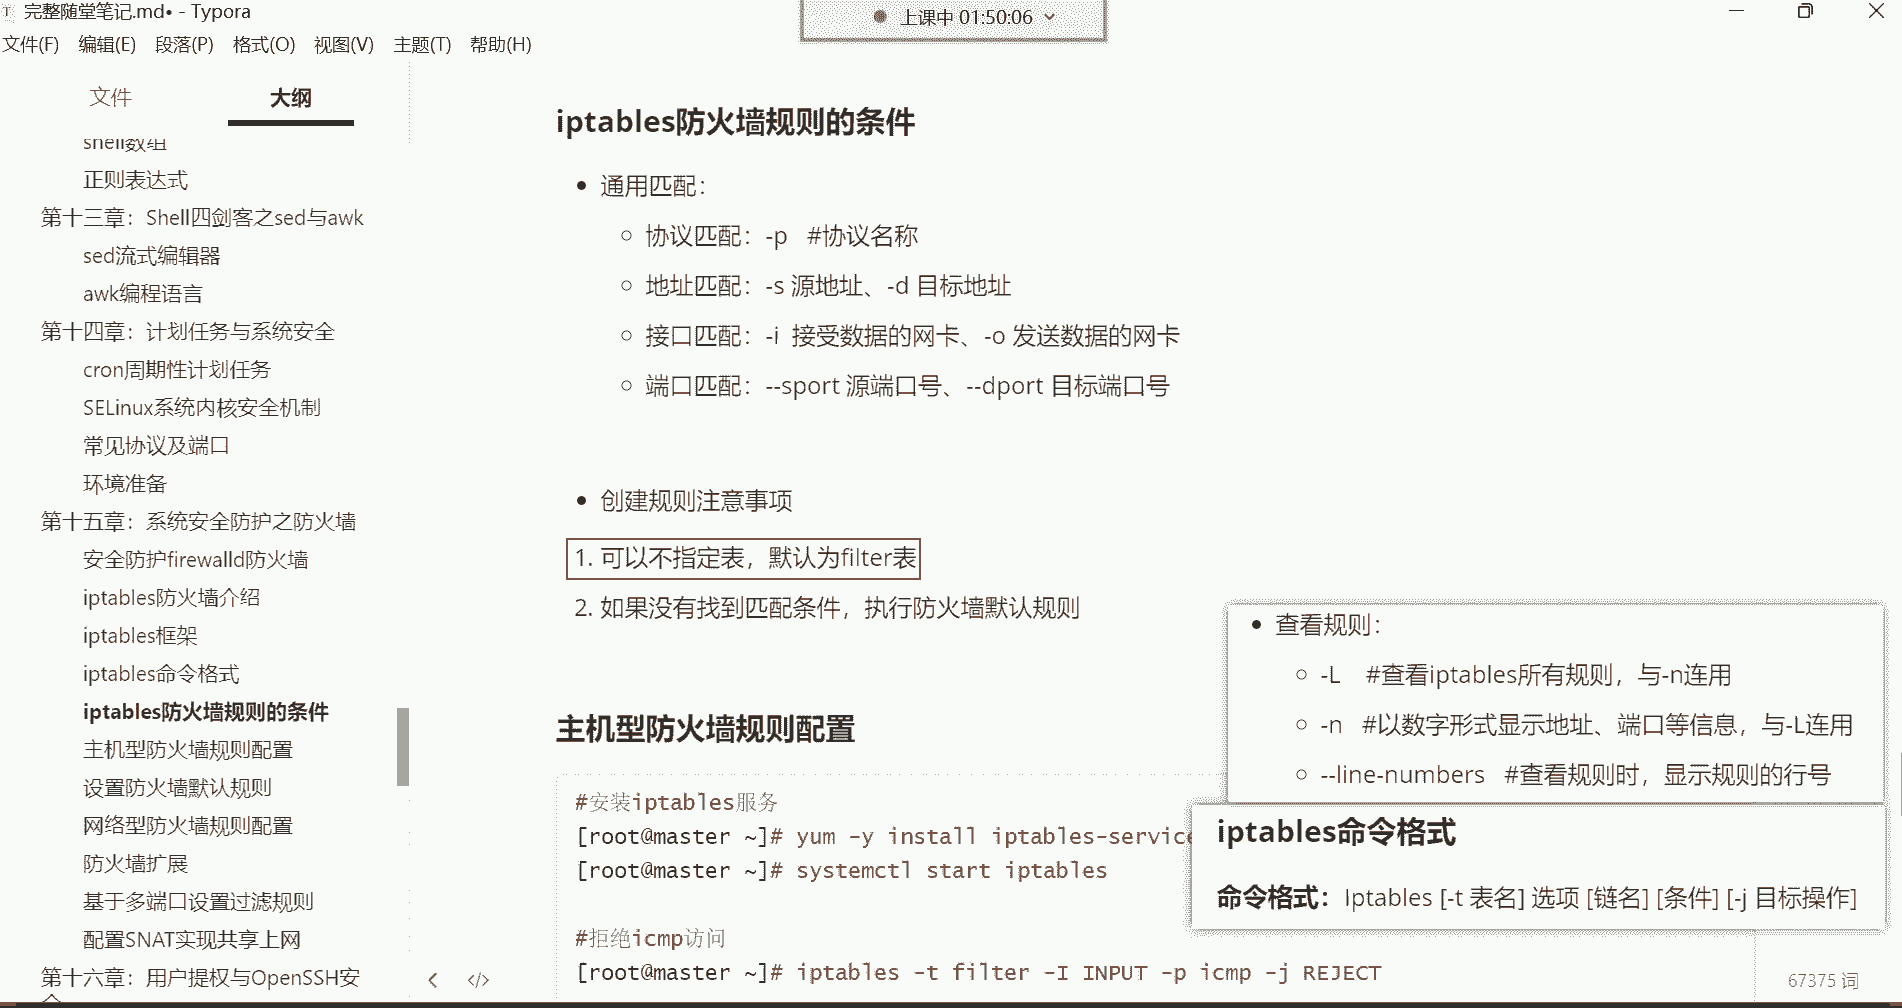 完整随堂笔记.md• - Typora
上课中 01:50:06
文件(F) 编辑(E) 段落(P) 格式(O) 视图(V) 主题(T) 帮助(H)
文件 大纲
shell数组
正则表达式
第十三章：Shell四剑客之sed与awk
sed流式编辑器
awk编程语言
第十四章：计划任务与系统安全
cron周期性计划任务
SELinux系统内核安全机制
常见协议及端口
环境准备
第十五章：系统安全防护之防火墙
安全防护firewalld防火墙
iptables防火墙介绍
iptables框架
iptables命令格式
iptables防火墙规则的条件
主机型防火墙规则配置
设置防火墙默认规则
网络型防火墙规则配置
防火墙扩展
基于多端口设置过滤规则
配置SNAT实现共享上网
第十六章：用户提权与OpenSSH安
iptables防火墙规则的条件
通用匹配：
协议匹配：-p #协议名称
地址匹配：-s 源地址、-d 目标地址
接口匹配：-i 接受数据的网卡、-o 发送数据的网卡
端口匹配：--sport 源端口号、--dport 目标端口号
创建规则注意事项
1. 可以不指定表，默认为filter表
2. 如果没有找到匹配条件，执行防火墙默认规则
主机型防火墙规则配置
#安装iptables服务
[root@master ~]# yum -y install iptables-service
[root@master ~]# systemctl start iptables
#拒绝icmp访问
[root@master ~]# iptables -t filter -I INPUT -p icmp -j REJECT
查看规则：
-L #查看iptables所有规则，与-n连用
-n #以数字形式显示地址、端口等信息，与-L连用
--line-numbers #查看规则时，显示规则的行号
iptables命令格式
命令格式：Iptables [-t 表名] 选项 [链名] [条件] [-j 目标操作]
67375 词